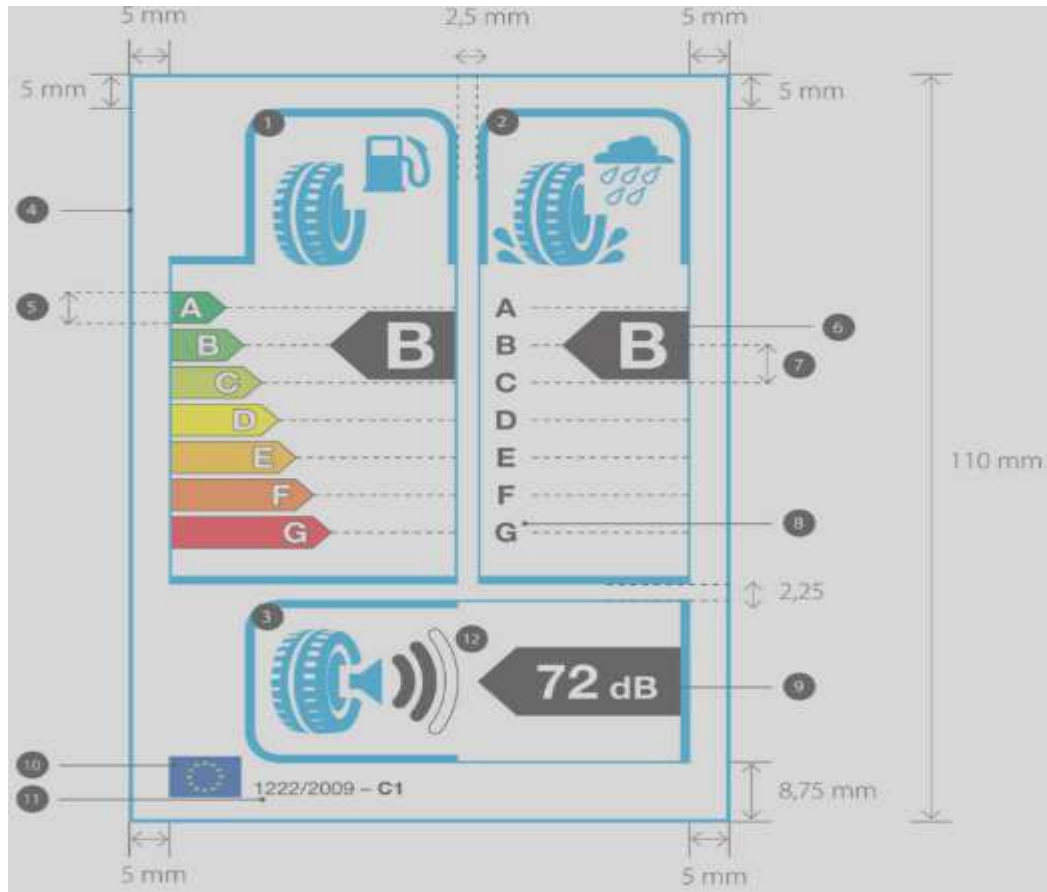 5 mm 2,5 mm 5 mm
5 mm 5 mm
1 2
4
5 A A 6
B B B B 7
C C
D D
E E 110 mm
F F
G G 8
2,25
3 12
72 dB 9
10
1222/2009 – C1
11 8,75 mm
5 mm 5 mm